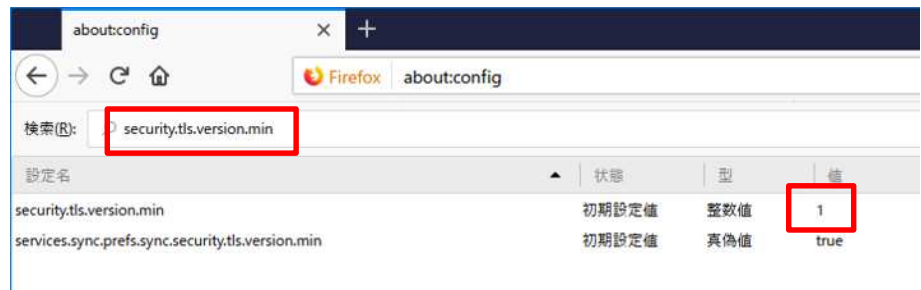 about:config
Firefox about:config
検索(R): security.tls.version.min
設定名 状態 型 値
security.tls.version.min 初期設定値 整数値 1
services.sync.prefs.sync.security.tls.version.min 初期設定値 真偽値 true